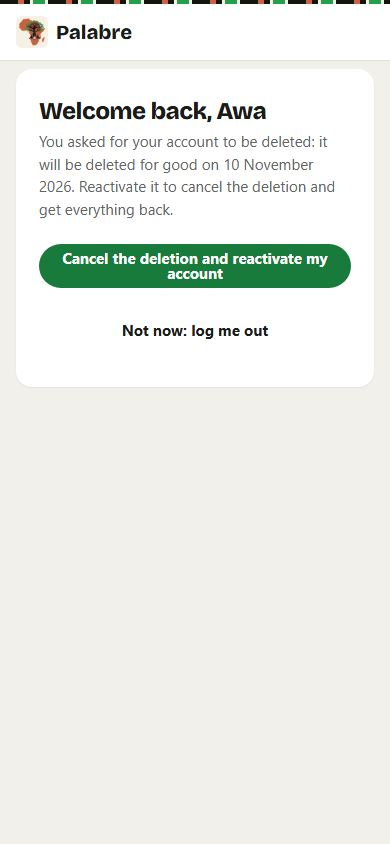 Palabre
Welcome back, Awa
You asked for your account to be deleted: it
will be deleted for good on 10 November
2026. Reactivate it to cancel the deletion and
get everything back.
Cancel the deletion and reactivate my
account
Not now: log me out